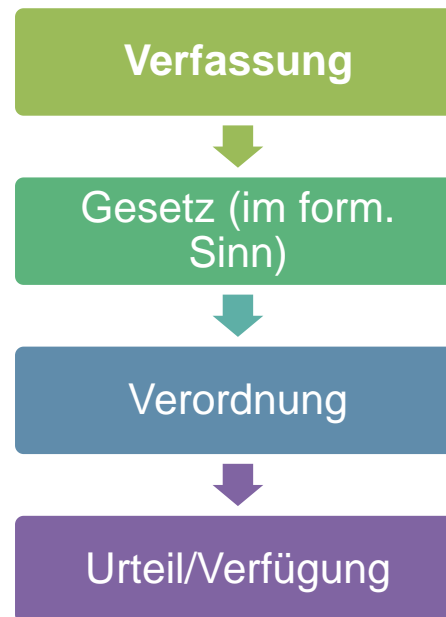 Verfassung
Gesetz (im form.
Sinn)
Verordnung
Urteil/Verfügung